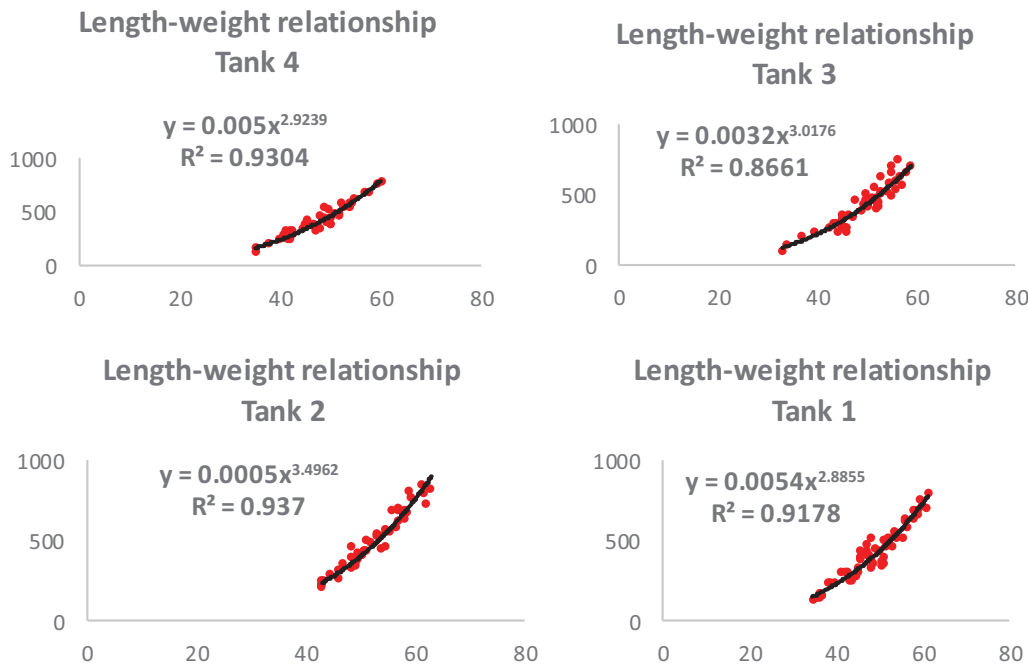 Length-weight relationship
Tank 4
y = 0.005x^2.9239
R² = 0.9304
1000
500
0
0 20 40 60 80
Length-weight relationship
Tank 3
y = 0.0032x^3.0176
R² = 0.8661
1000
500
0
0 20 40 60 80
Length-weight relationship
Tank 2
y = 0.0005x^3.4962
R² = 0.937
1000
500
0
0 20 40 60 80
Length-weight relationship
Tank 1
y = 0.0054x^2.8855
R² = 0.9178
1000
500
0
0 20 40 60 80